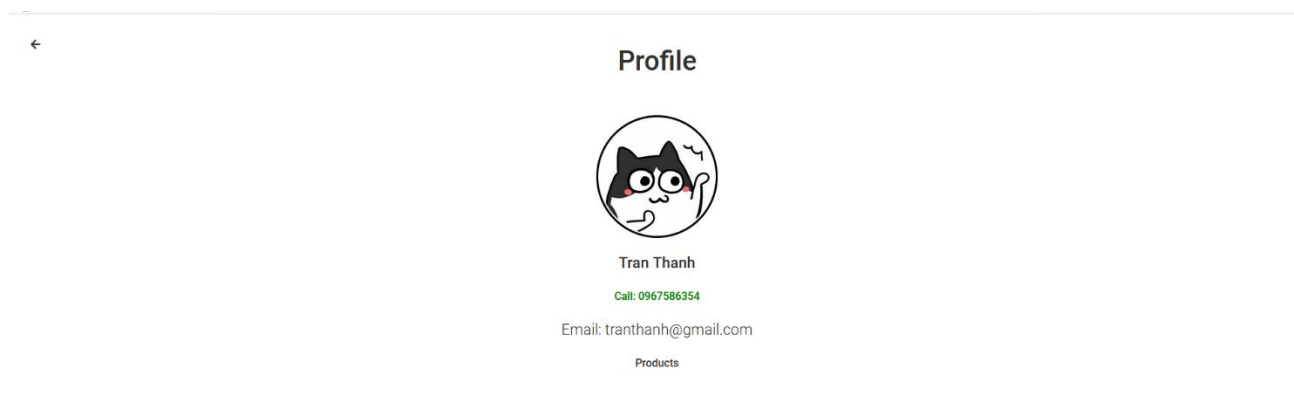 Profile
Tran Thanh
Call: 0967586354
Email: tranthanh@gmail.com
Products